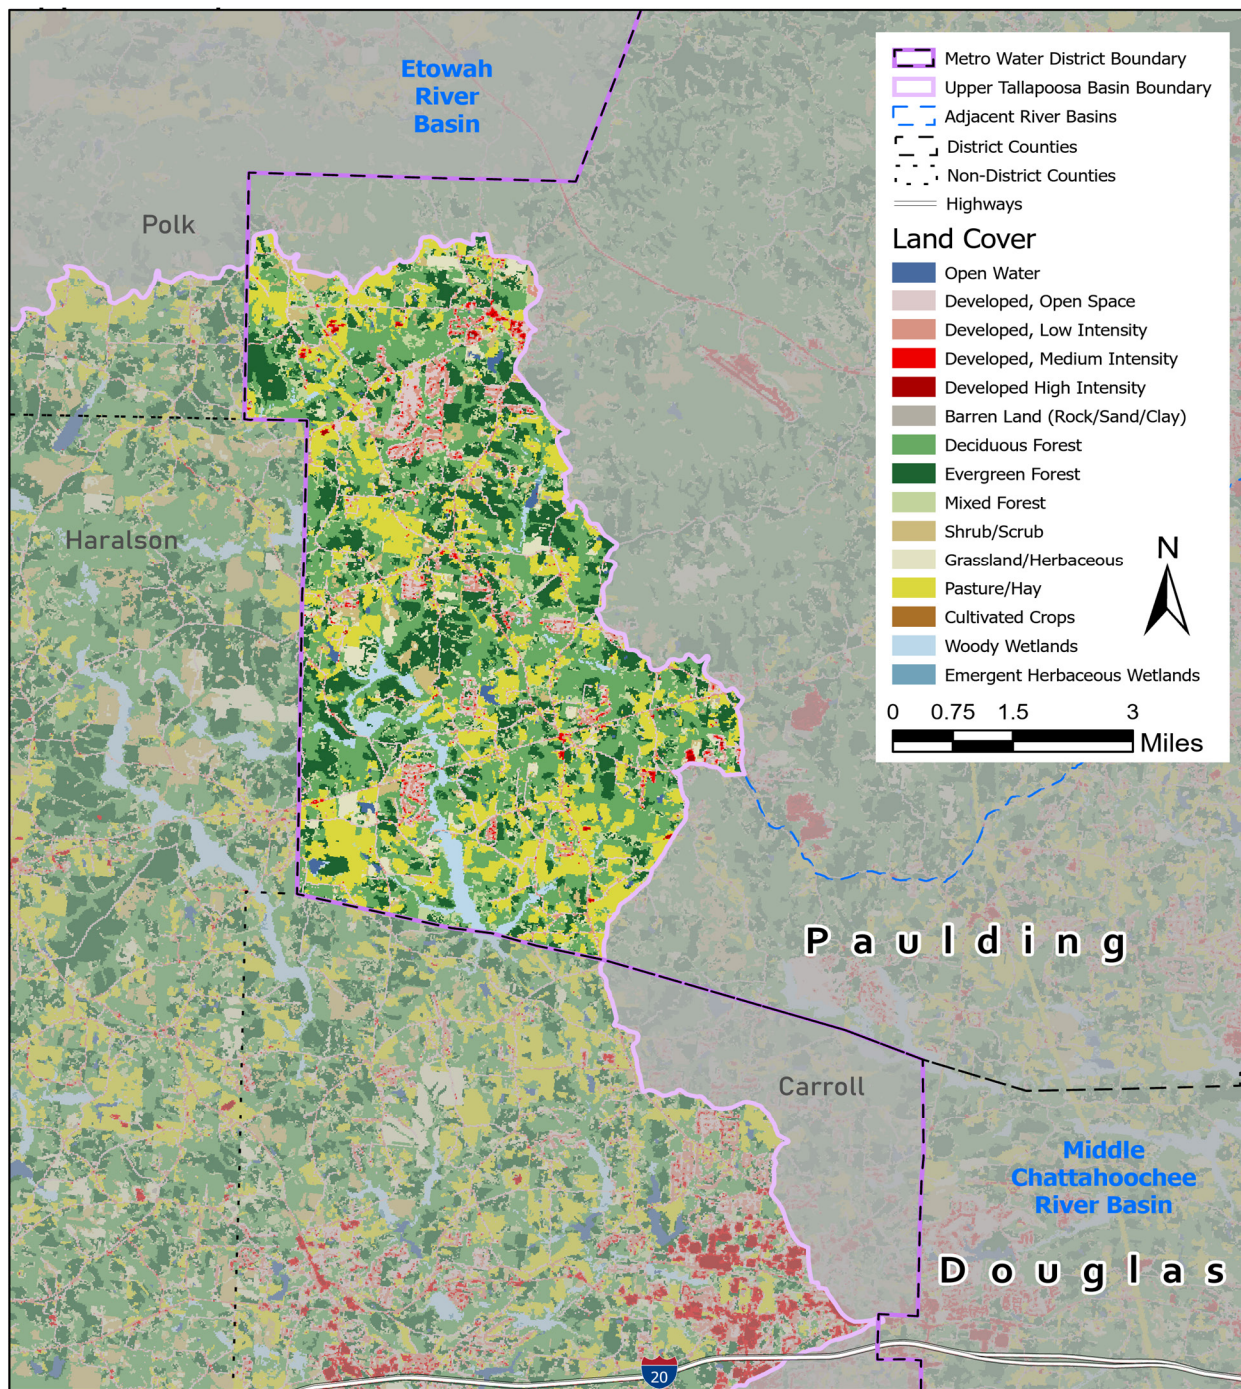 Etowah
River
Basin
Polk
Haralson
Paulding
Carroll
Middle
Chattahoochee
River Basin
Douglas
20
Metro Water District Boundary
Upper Tallapoosa Basin Boundary
Adjacent River Basins
District Counties
Non-District Counties
Highways
Land Cover
Open Water
Developed, Open Space
Developed, Low Intensity
Developed, Medium Intensity
Developed High Intensity
Barren Land (Rock/Sand/Clay)
Deciduous Forest
Evergreen Forest
Mixed Forest
Shrub/Scrub
Grassland/Herbaceous
Pasture/Hay
Cultivated Crops
Woody Wetlands
Emergent Herbaceous Wetlands
N
0 0.75 1.5 3
Miles